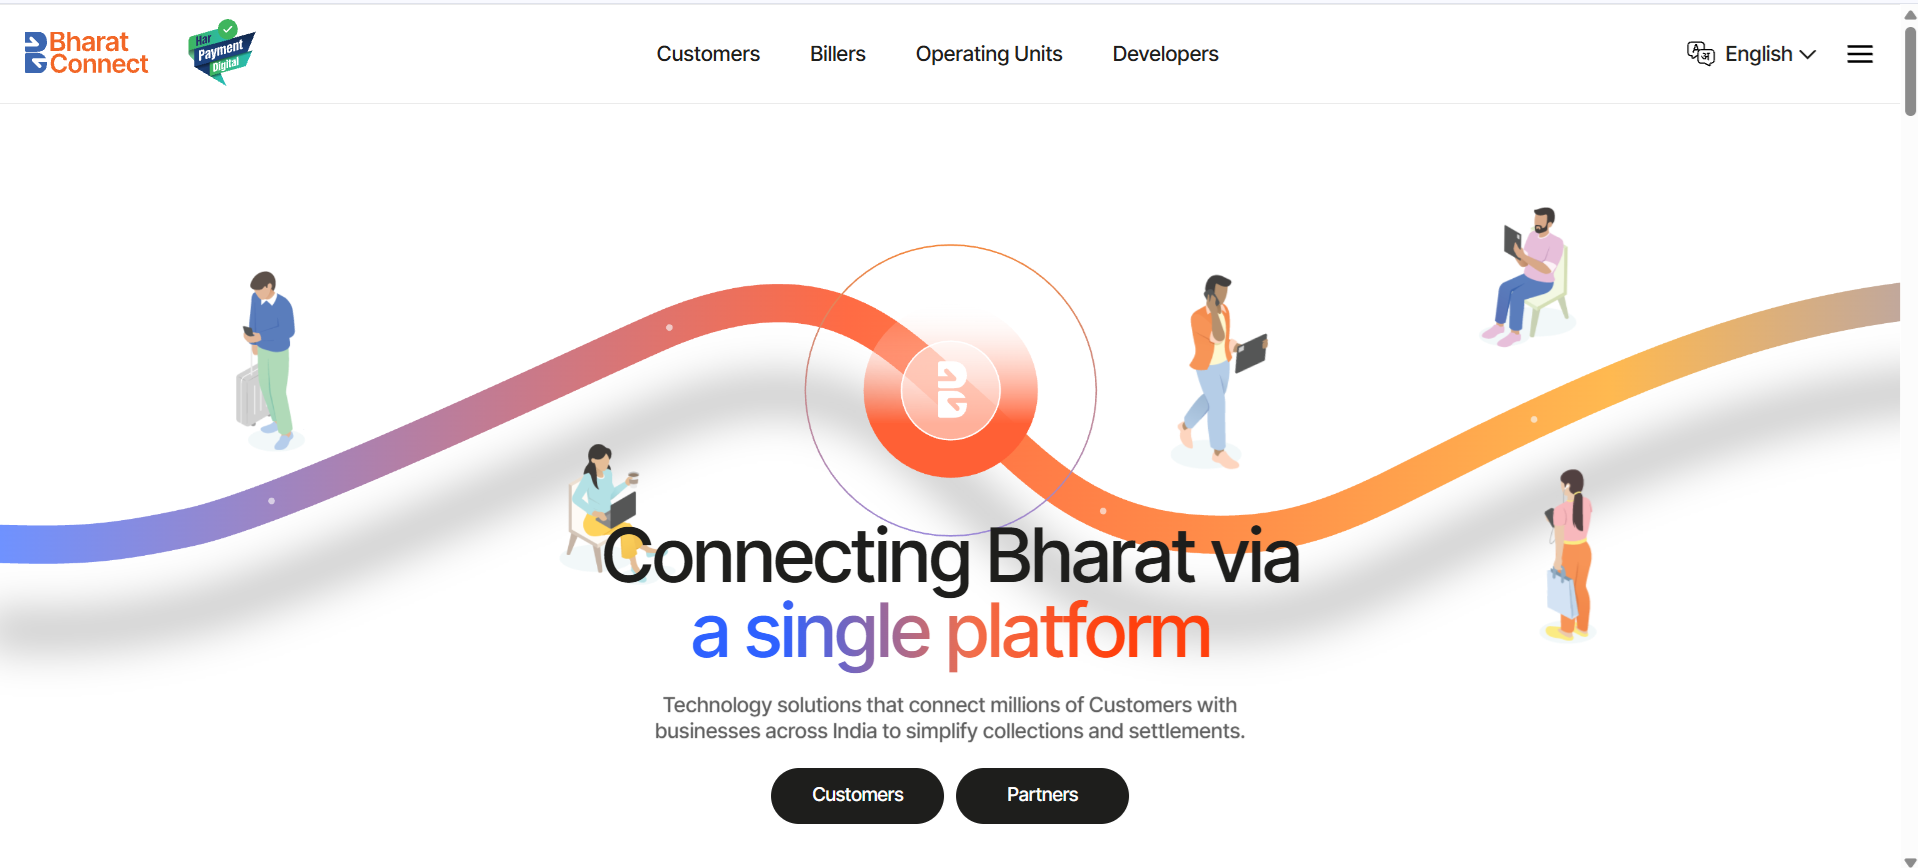 Bharat
Connect
Har
Payment
Digital
Customers
Billers
Operating Units
Developers
A
अ
English
Connecting Bharat via
a single platform
Technology solutions that connect millions of Customers with
businesses across India to simplify collections and settlements.
Customers
Partners